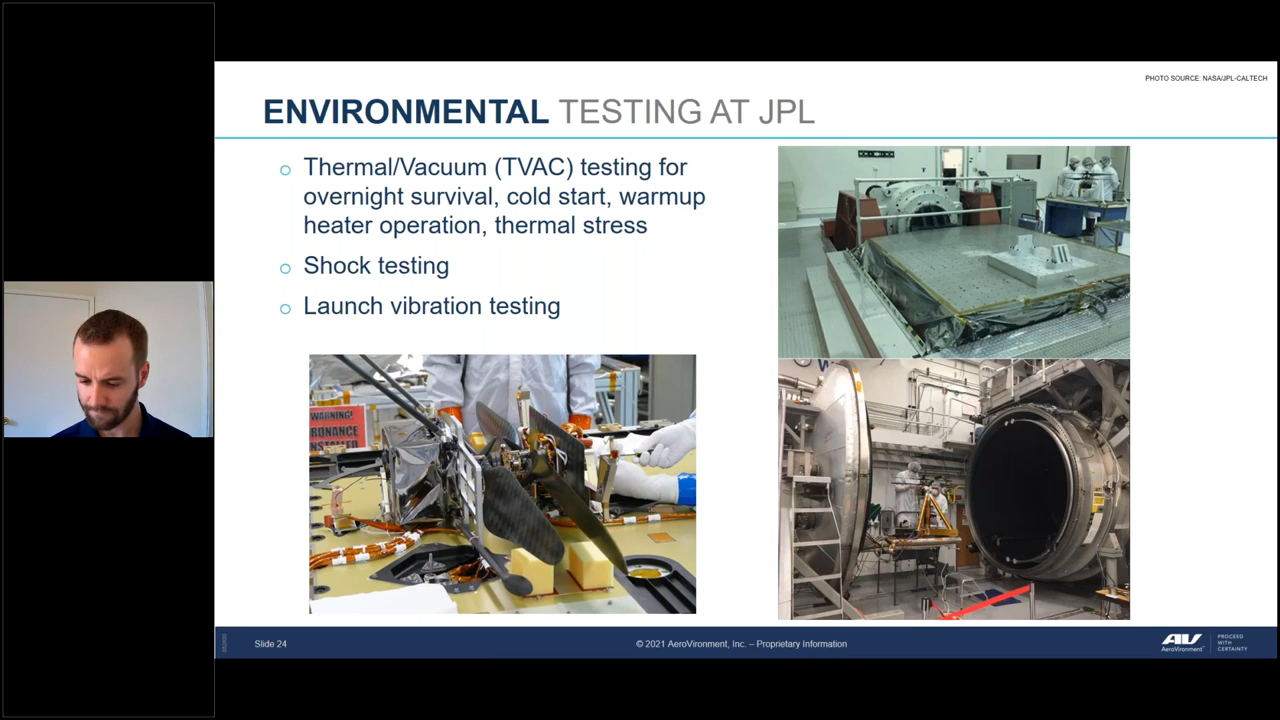 PHOTO SOURCE: NASA/JPL-CALTECH
ENVIRONMENTAL TESTING AT JPL
Thermal/Vacuum (TVAC) testing for
overnight survival, cold start, warmup
heater operation, thermal stress
Shock testing
Launch vibration testing
WARNING!
Slide 24
© 2021 AeroVironment, Inc. – Proprietary Information
AV
AeroVironment™
PROCEED
WITH
CERTAINTY